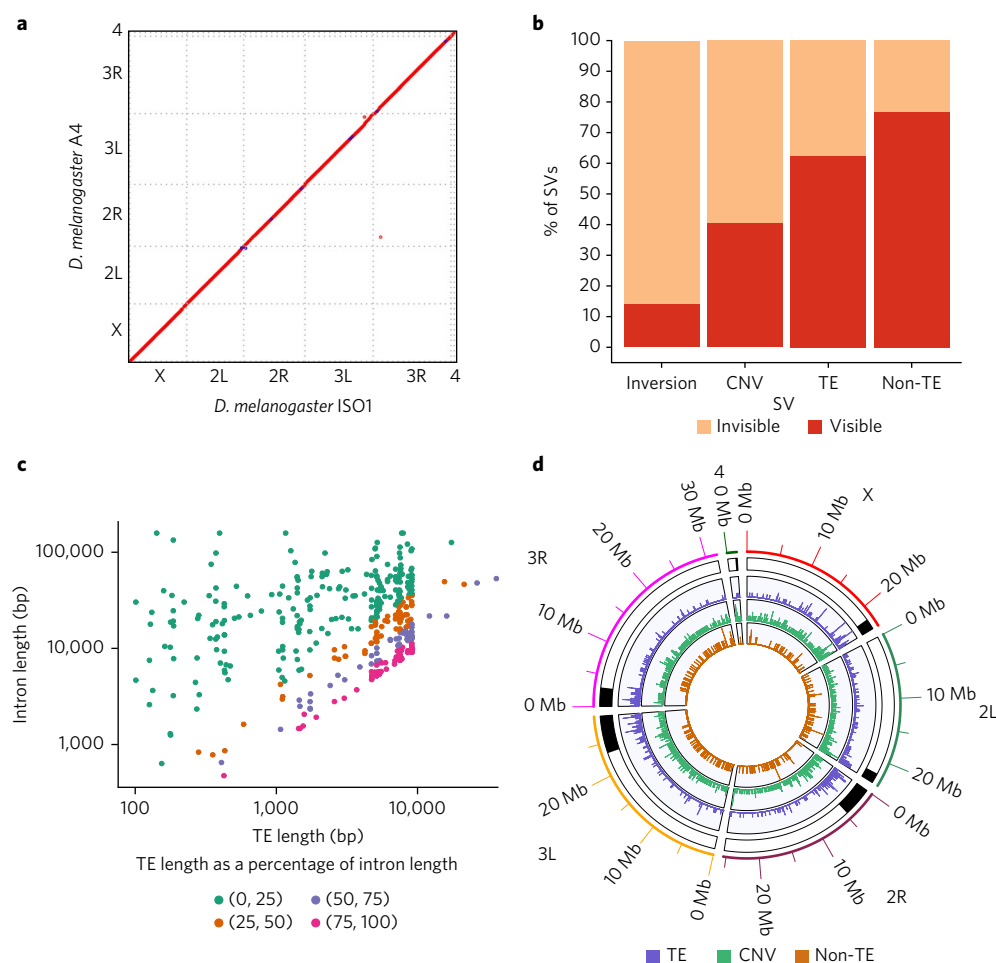 a
4
3R
3L
2R
2L
X
D. melanogaster A4
X 2L 2R 3L 3R 4
D. melanogaster ISO1
b
100
90
80
70
60
50
40
30
20
10
0
% of SVs
Inversion CNV TE Non-TE
SV
Invisible Visible
c
100,000
10,000
1,000
Intron length (bp)
100 1,000 10,000
TE length (bp)
TE length as a percentage of intron length
(0, 25) (50, 75)
(25, 50) (75, 100)
d
X
0 Mb
10 Mb
20 Mb
2L
0 Mb
10 Mb
20 Mb
2R
0 Mb
10 Mb
20 Mb
3L
0 Mb
10 Mb
20 Mb
3R
0 Mb
10 Mb
20 Mb
30 Mb
4
0 Mb
TE CNV Non-TE